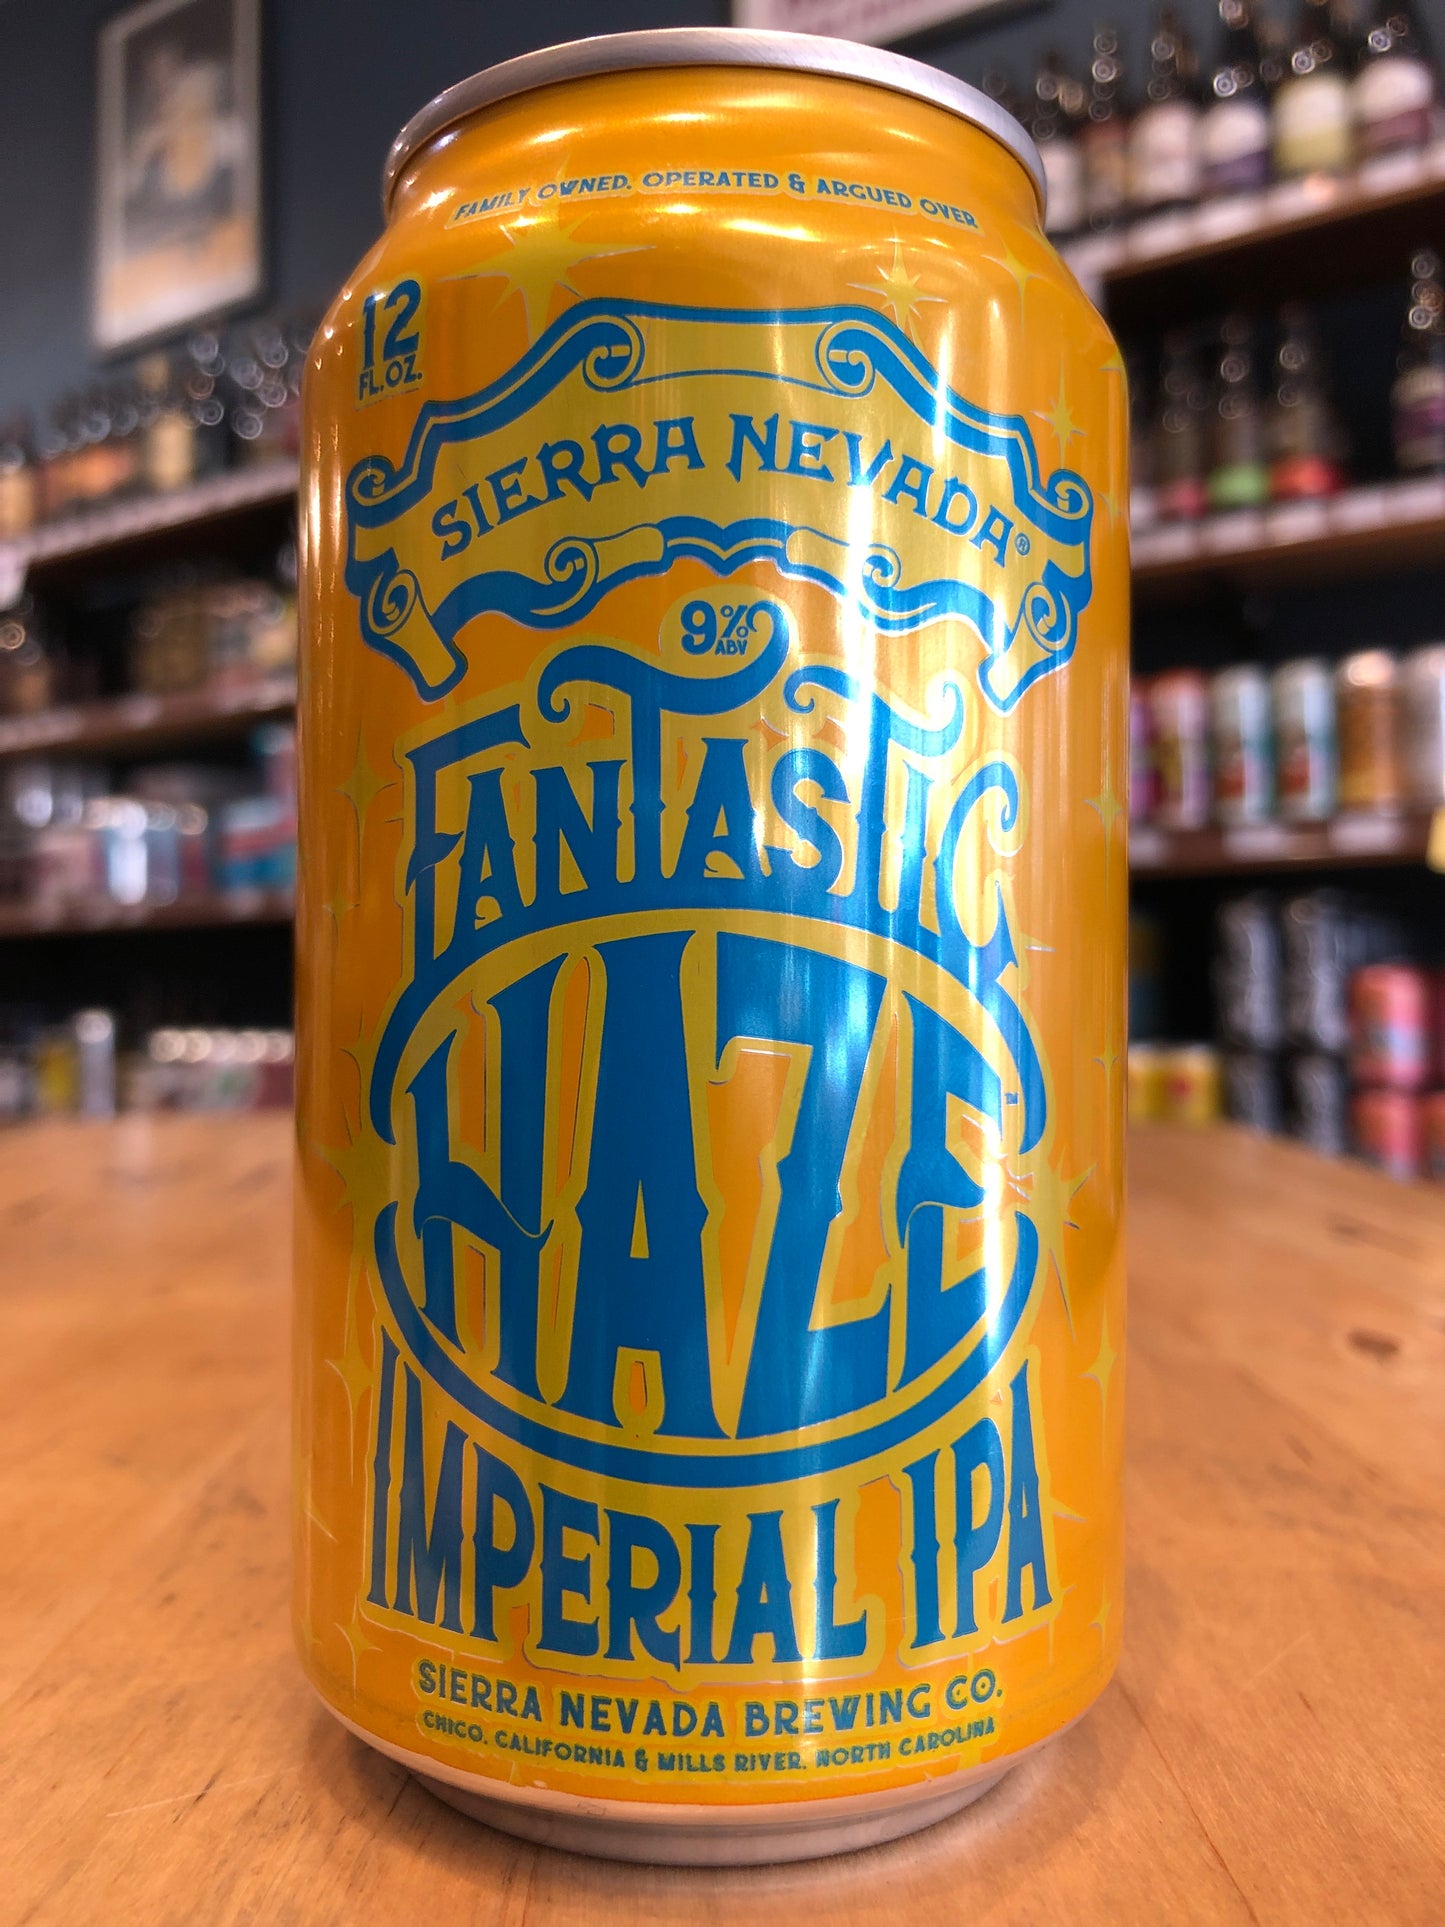 FAMILY OWNED, OPERATED & ARGUED OVER
12
FL.OZ.
SIERRA NEVADA®
9%
ABV
FANTASTIC
HAZE™
IMPERIAL IPA
SIERRA NEVADA BREWING CO.
CHICO, CALIFORNIA & MILLS RIVER, NORTH CAROLINA